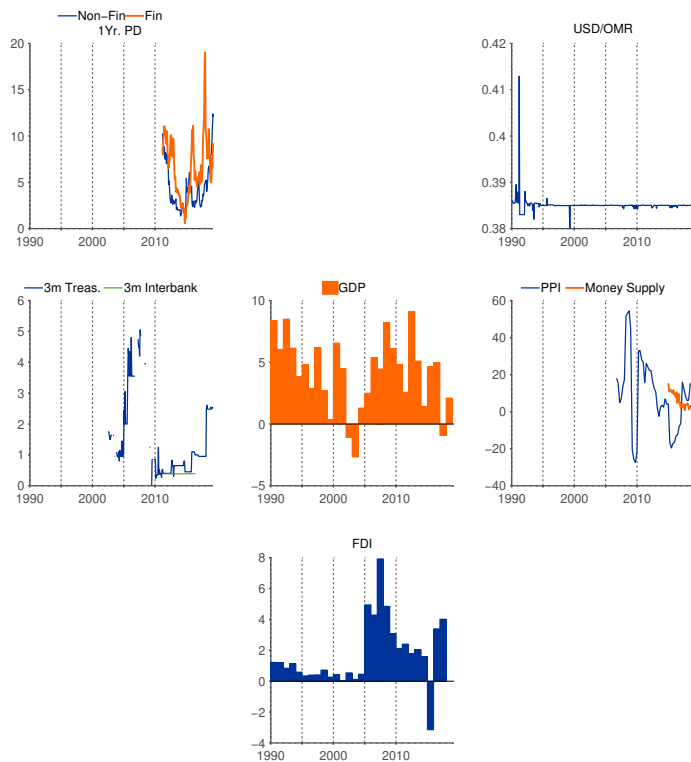 Non−Fin Fin
1Yr. PD
20
15
10
5
0
1990 2000 2010
USD/OMR
0.42
0.41
0.4
0.39
0.38
1990 2000 2010
3m Treas. 3m Interbank
6
5
4
3
2
1
0
1990 2000 2010
GDP
10
5
0
−5
1990 2000 2010
PPI Money Supply
60
40
20
0
−20
−40
1990 2000 2010
FDI
8
6
4
2
0
−2
−4
1990 2000 2010